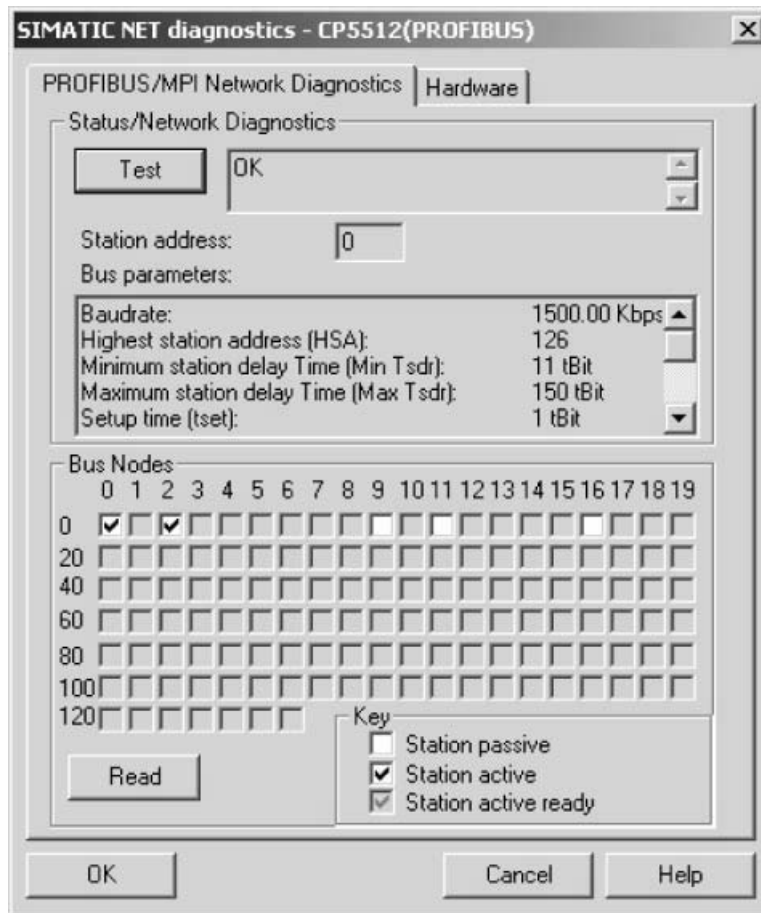 SIMATIC NET diagnostics - CP5512(PROFIBUS)
PROFIBUS/MPI Network Diagnostics Hardware
Status/Network Diagnostics
Test OK
Station address: 0
Bus parameters:
Baudrate: 1500.00 Kbps
Highest station address (HSA): 126
Minimum station delay Time (Min Tsdr): 11 tBit
Maximum station delay Time (Max Tsdr): 150 tBit
Setup time (tset): 1 tBit
Bus Nodes
0 1 2 3 4 5 6 7 8 9 10 11 12 13 14 15 16 17 18 19
0
20
40
60
80
100
120
Key
Station passive
Station active
Station active ready
Read
OK Cancel Help